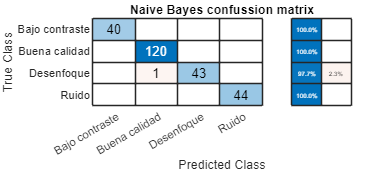 Naive Bayes confussion matrix
True Class
Bajo contraste 40 100.0%
Buena calidad 120 100.0%
Desenfoque 1 43 97.7% 2.3%
Ruido 44 100.0%
Bajo contraste Buena calidad Desenfoque Ruido
Predicted Class